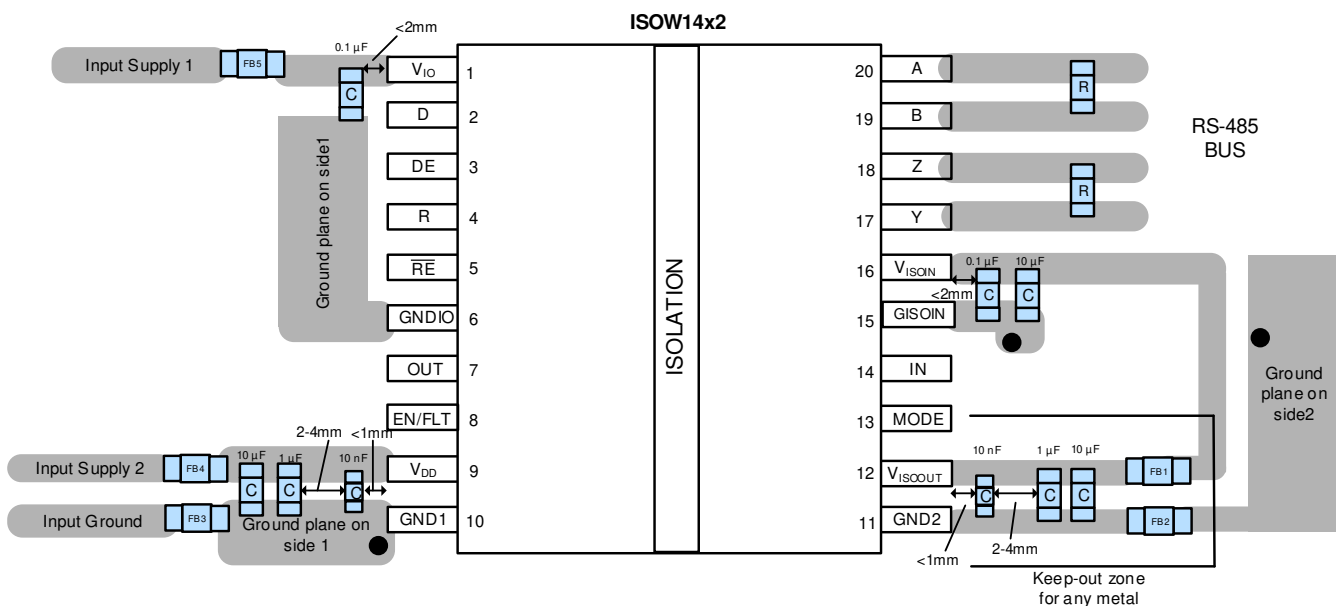 ISOW14x2
<2mm
0.1 µF
Input Supply 1
FB5
C
VIO
1
D
2
DE
3
R
4
RE
5
GNDIO
6
OUT
7
EN/FLT
8
Ground plane on side1
2-4mm
<1mm
10 µF
1 µF
10 nF
Input Supply 2
FB4
C
C
C
VDD
9
Input Ground
FB3
Ground plane on
side 1
GND1
10
ISOLATION
20
A
R
19
B
RS-485
BUS
18
Z
R
17
Y
16
VISOIN
0.1 µF
10 µF
<2mm
C
C
15
GISOIN
14
IN
13
MODE
Ground
plane on
side2
10 nF
1 µF
10 µF
12
VISOOUT
FB1
C
C
C
11
GND2
FB2
<1mm
2-4mm
Keep-out zone
for any metal